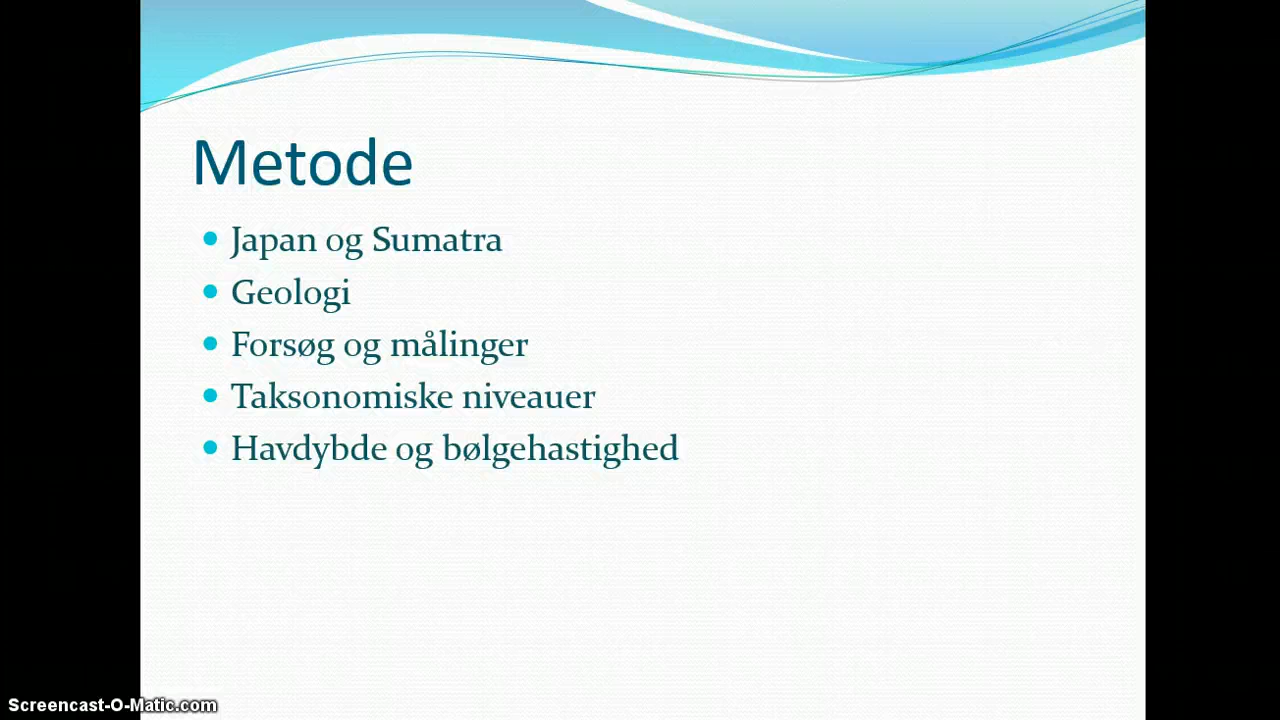 Metode
Japan og Sumatra
Geologi
Forsøg og målinger
Taksonomiske niveauer
Havdybde og bølgehastighed
Screencast-O-Matic.com